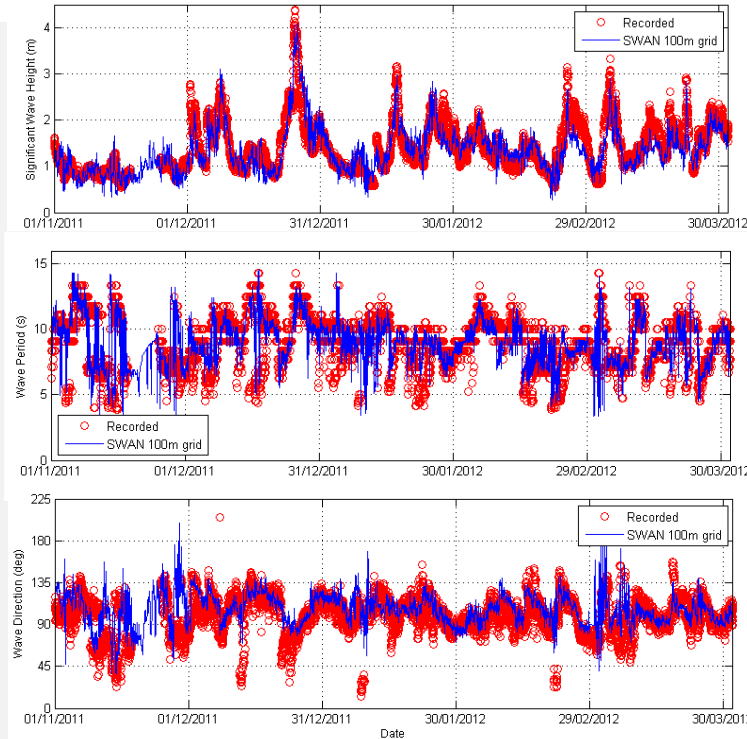 4
3
2
1
0
Significant Wave Height (m)
Recorded
SWAN 100m grid
01/11/2011 01/12/2011 31/12/2011 30/01/2012 29/02/2012 30/03/2012
15
10
5
0
Wave Period (s)
Recorded
SWAN 100m grid
01/11/2011 01/12/2011 31/12/2011 30/01/2012 29/02/2012 30/03/2012
225
180
135
90
45
0
Wave Direction (deg)
Recorded
SWAN 100m grid
01/11/2011 01/12/2011 31/12/2011 30/01/2012 29/02/2012 30/03/2012
Date